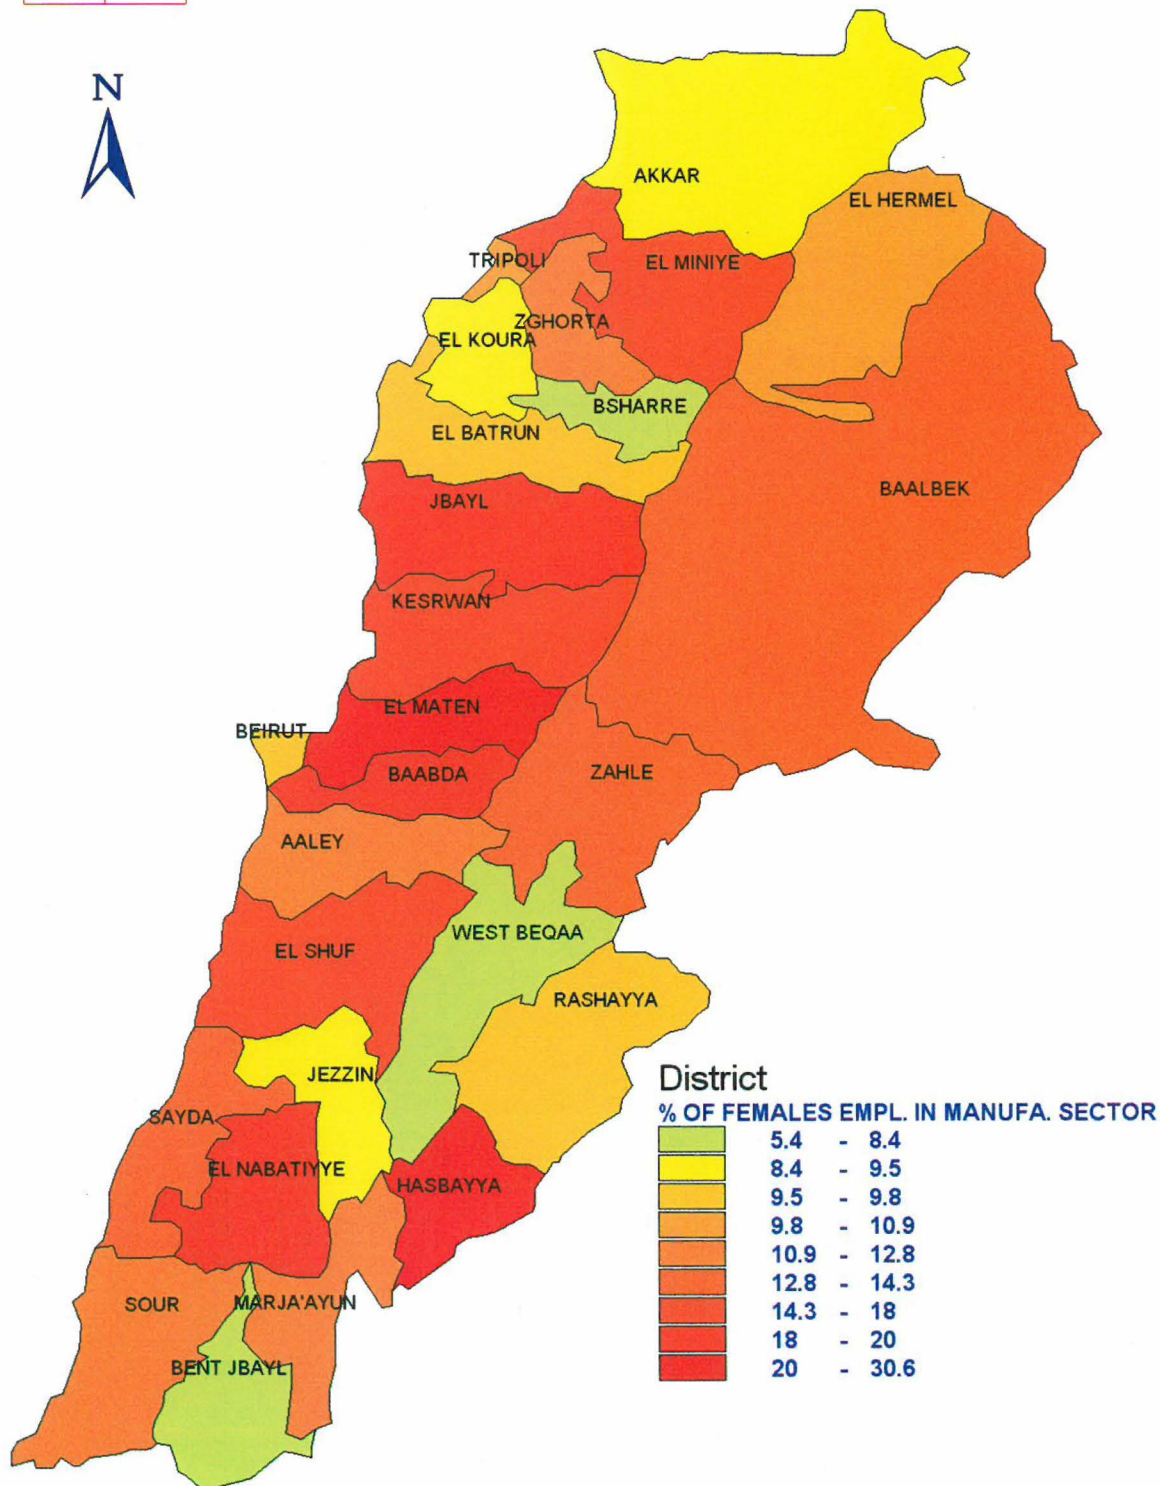 N
AKKAR
EL HERMEL
TRIPOLI
EL MINIYE
ZGHORTA
EL KOURA
BSHARRE
EL BATRUN
BAALBEK
JBAYL
KESRWAN
EL MATEN
BEIRUT
BAABDA
ZAHLE
AALEY
WEST BEQAA
EL SHUF
RASHAYYA
JEZZIN
SAYDA
EL NABATIYYE
HASBAYYA
SOUR
MARJA'AYUN
BENT JBAYL
District
% OF FEMALES EMPL. IN MANUFA. SECTOR
5.4 - 8.4
8.4 - 9.5
9.5 - 9.8
9.8 - 10.9
10.9 - 12.8
12.8 - 14.3
14.3 - 18
18 - 20
20 - 30.6